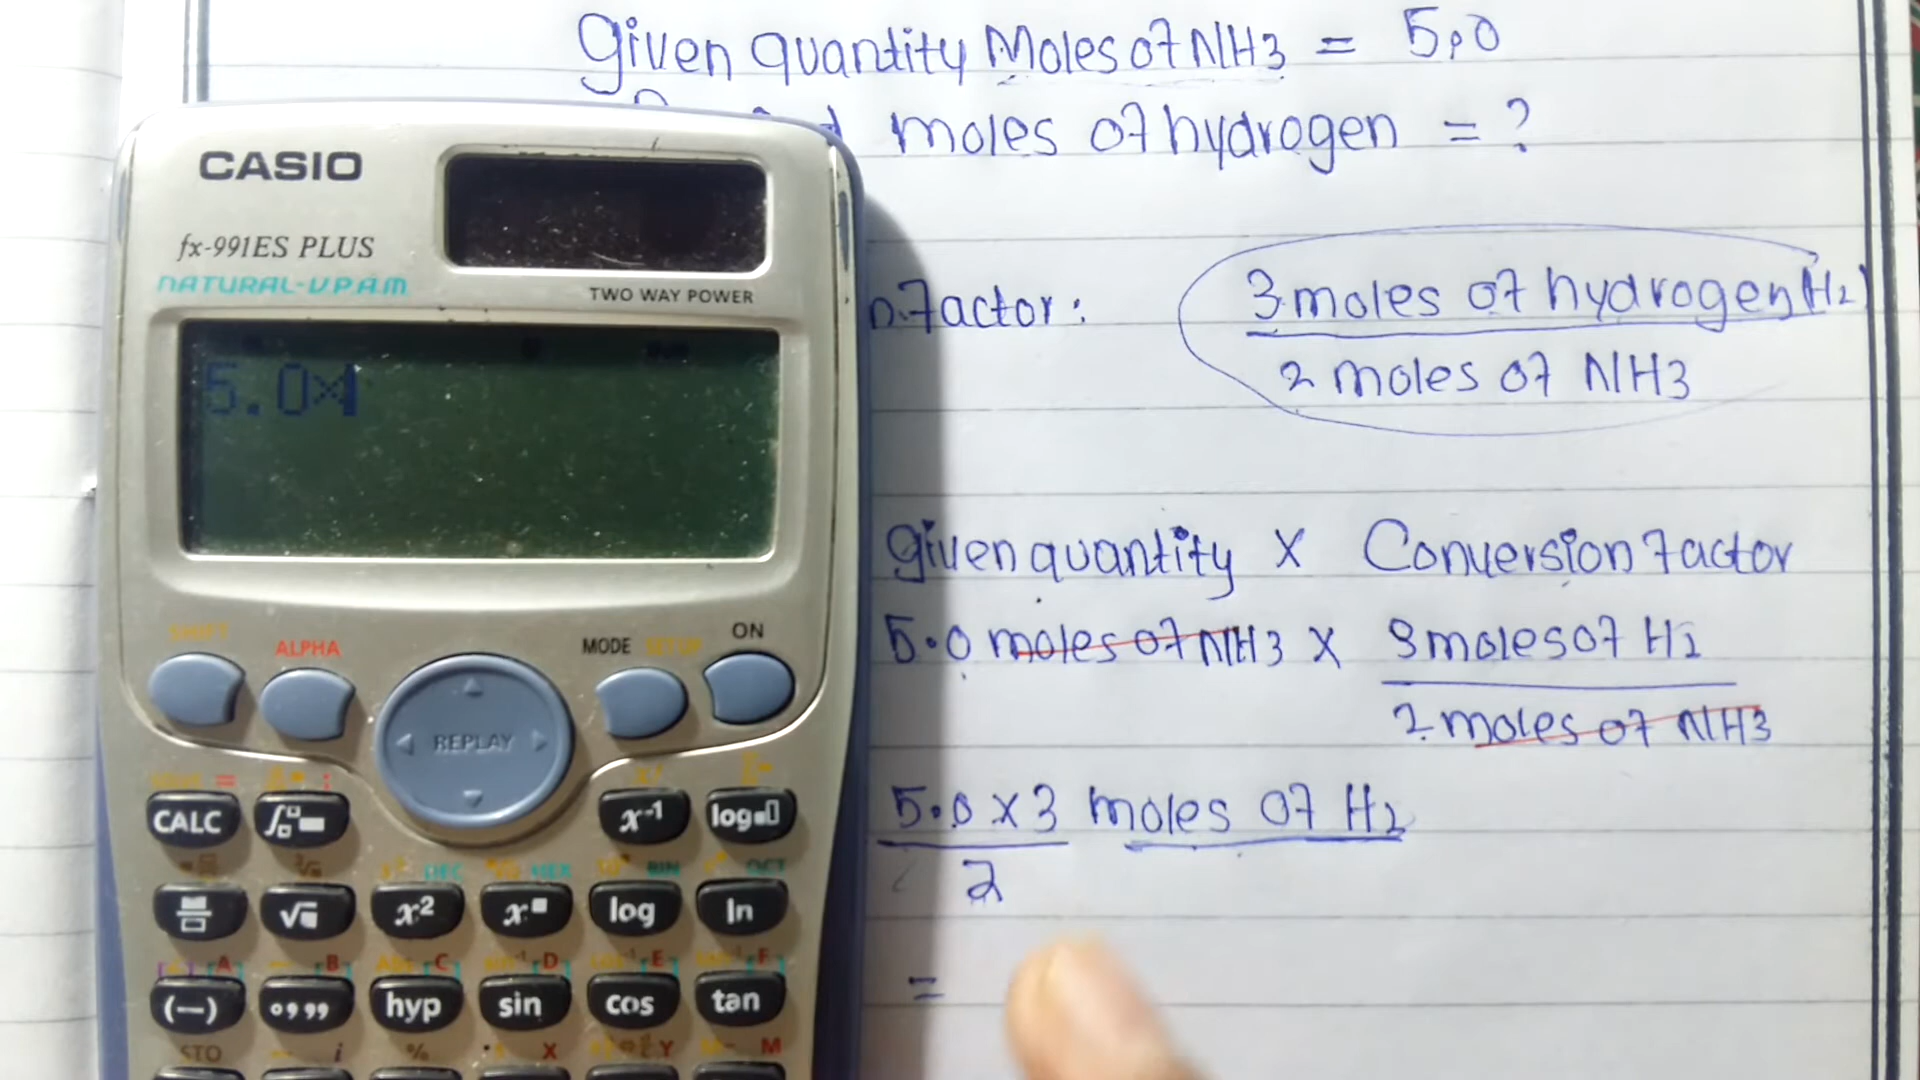 Given quantity Moles of NH3 = 5.0
moles of hydrogen = ?
CASIO
fx-991ES PLUS
NATURAL-V.P.A.M.
TWO WAY POWER
n.factor:
3 moles of hydrogen (H2)
2 moles of NH3
5.0×
given quantity X Conversion factor
5.0 moles of NH3 X 3 moles of H2
2 moles of NH3
5.0 x 3 moles of H2
2
=
SHIFT ALPHA MODE SETUP ON
REPLAY
CALC x-1 log
√ x2 x log ln
(−) hyp sin cos tan
STO i % X Y M